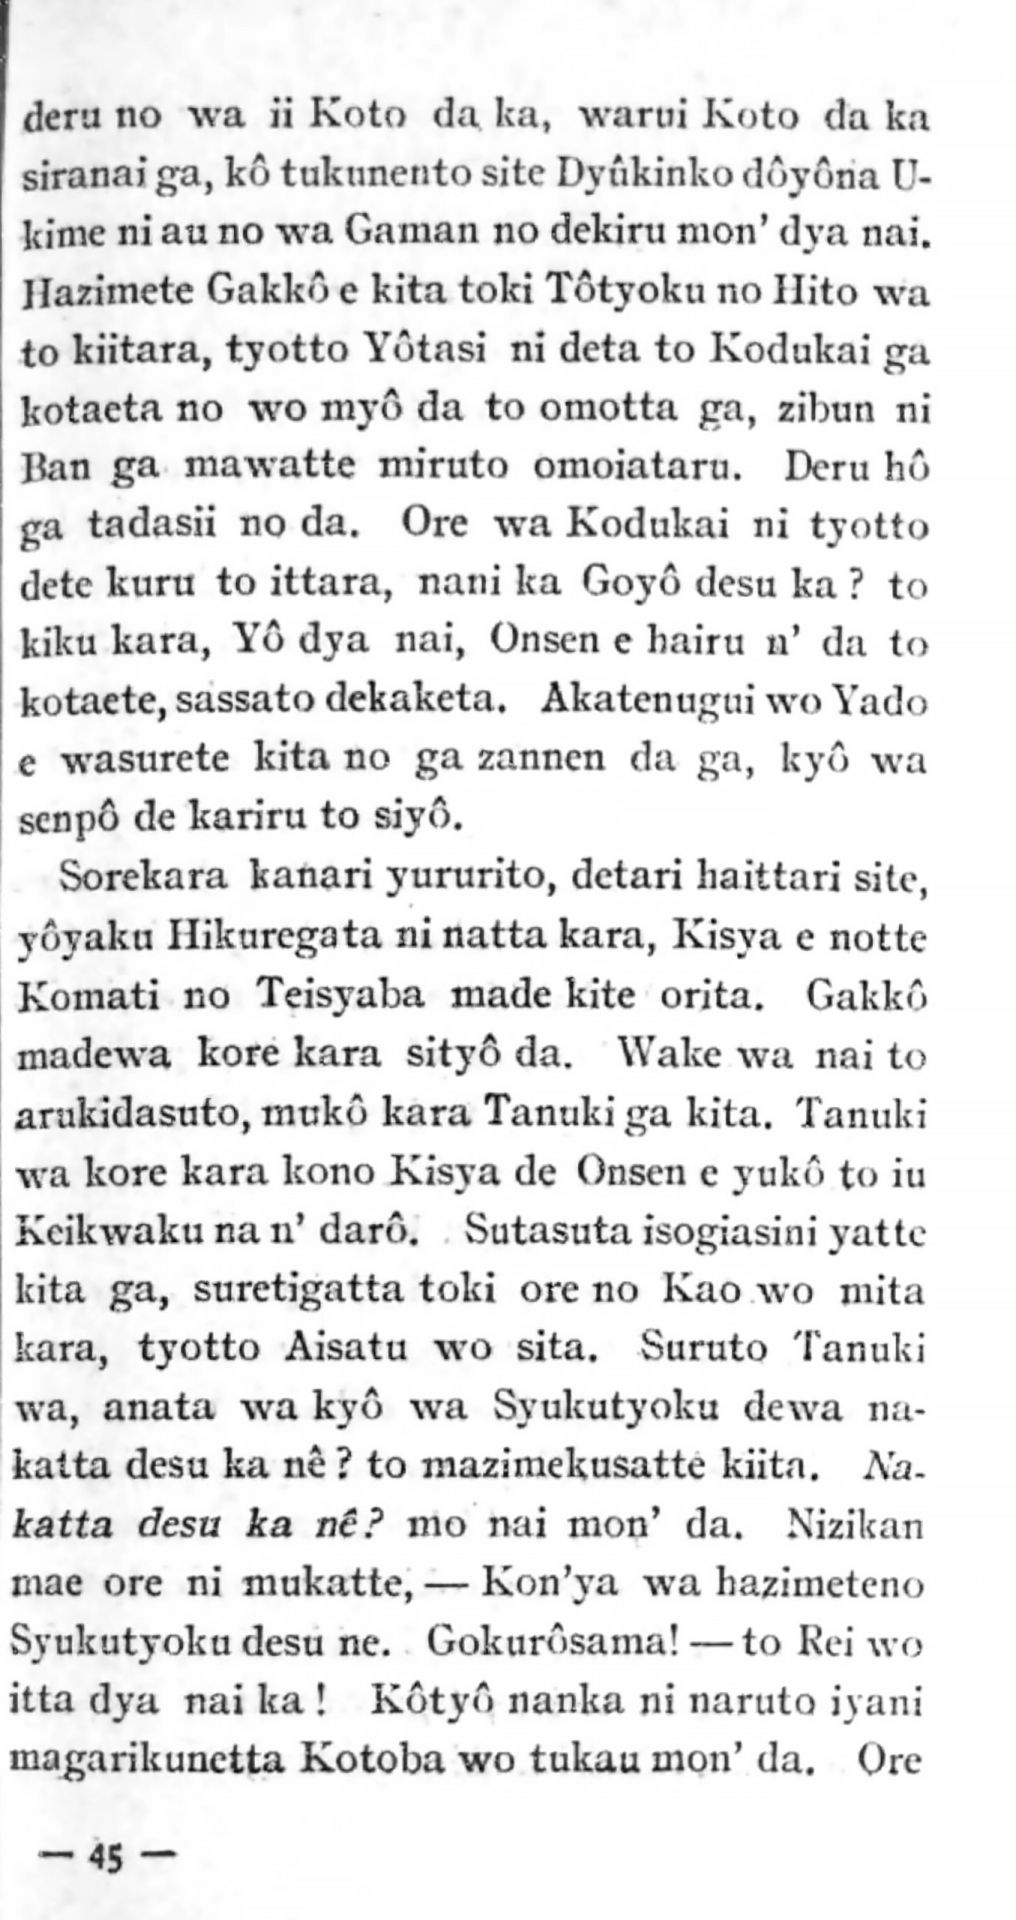 deru no wa ii Koto da ka, warui Koto da ka
siranai ga, kô tukunento site Dyûkinko dôyôna U-
kime ni au no wa Gaman no dekiru mon' dya nai.
Hazimete Gakkô e kita toki Tôtyoku no Hito wa
to kiitara, tyotto Yôtasi ni deta to Kodukai ga
kotaeta no wo myô da to omotta ga, zibun ni
Ban ga mawatte miruto omoiataru. Deru hô
ga tadasii no da. Ore wa Kodukai ni tyotto
dete kuru to ittara, nani ka Goyô desu ka? to
kiku kara, Yô dya nai, Onsen e hairu n' da to
kotaete, sassato dekaketa. Akatenugui wo Yado
e wasurete kita no ga zannen da ga, kyô wa
senpô de kariru to siyô.
Sorekara kanari yururito, detari haittari site,
yôyaku Hikuregata ni natta kara, Kisya e notte
Komati no Teisyaba made kite orita. Gakkô
madewa kore kara sityô da. Wake wa nai to
arukidasuto, mukô kara Tanuki ga kita. Tanuki
wa kore kara kono Kisya de Onsen e yukô to iu
Keikwaku na n' darô. Sutasuta isogiasini yatte
kita ga, suretigatta toki ore no Kao wo mita
kara, tyotto Aisatu wo sita. Suruto Tanuki
wa, anata wa kyô wa Syukutyoku dewa na-
katta desu ka nê? to mazimekusatte kiita. Na-
katta desu ka nê? mo nai mon' da. Nizikan
mae ore ni mukatte, — Kon'ya wa hazimeteno
Syukutyoku desu ne. Gokurôsama! — to Rei wo
itta dya nai ka! Kôtyô nanka ni naruto iyani
magarikunetta Kotoba wo tukau mon' da. Ore
— 45 —